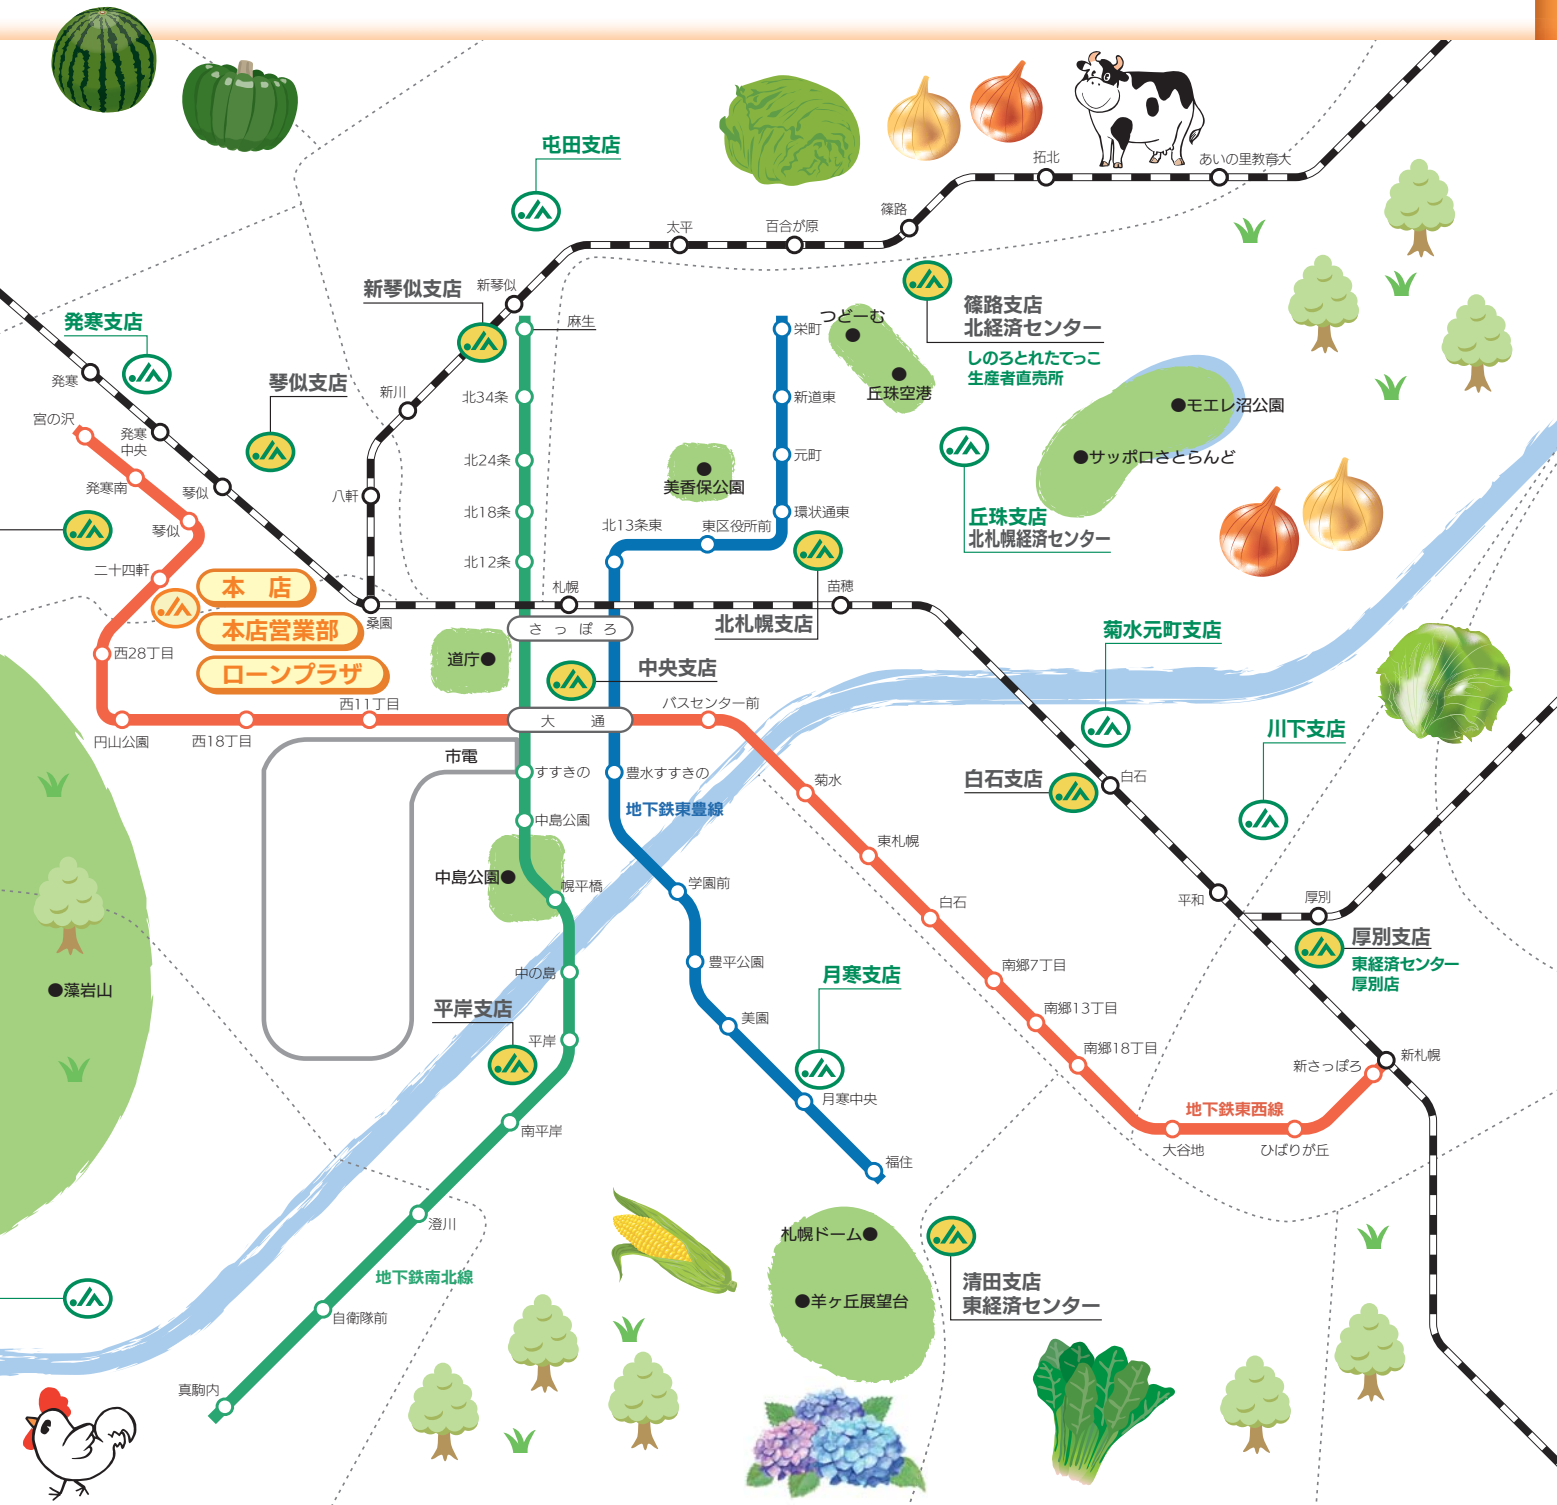 屯田支店
拓北
あいの里教育大
篠路
太平
百合が原
新琴似支店
新琴似
発寒支店
麻生
つどーむ
栄町
篠路支店
北経済センター
しのろとれたてっこ
生産者直売所
発寒
琴似支店
新川
北34条
新道東
丘珠空港
モエレ沼公園
宮の沢
発寒
中央
北24条
元町
サッポロさとらんど
発寒南
琴似
八軒
美香保公園
琴似
北18条
北13条東
東区役所前
環状通東
丘珠支店
北札幌経済センター
二十四軒
北12条
本　店
札幌
苗穂
桑園
本店営業部
さっぽろ
北札幌支店
菊水元町支店
西28丁目
ローンプラザ
道庁
中央支店
西11丁目
バスセンター前
円山公園
西18丁目
大　通
川下支店
市電
すすきの
豊水すすきの
菊水
白石支店
白石
地下鉄東豊線
中島公園
東札幌
中島公園
幌平橋
学園前
白石
平和
厚別
厚別支店
東経済センター
厚別店
中の島
豊平公園
月寒支店
南郷7丁目
藻岩山
平岸支店
美園
南郷13丁目
平岸
南郷18丁目
新さっぽろ
新札幌
月寒中央
地下鉄東西線
南平岸
大谷地
ひばりが丘
福住
澄川
札幌ドーム
地下鉄南北線
清田支店
東経済センター
羊ヶ丘展望台
自衛隊前
真駒内